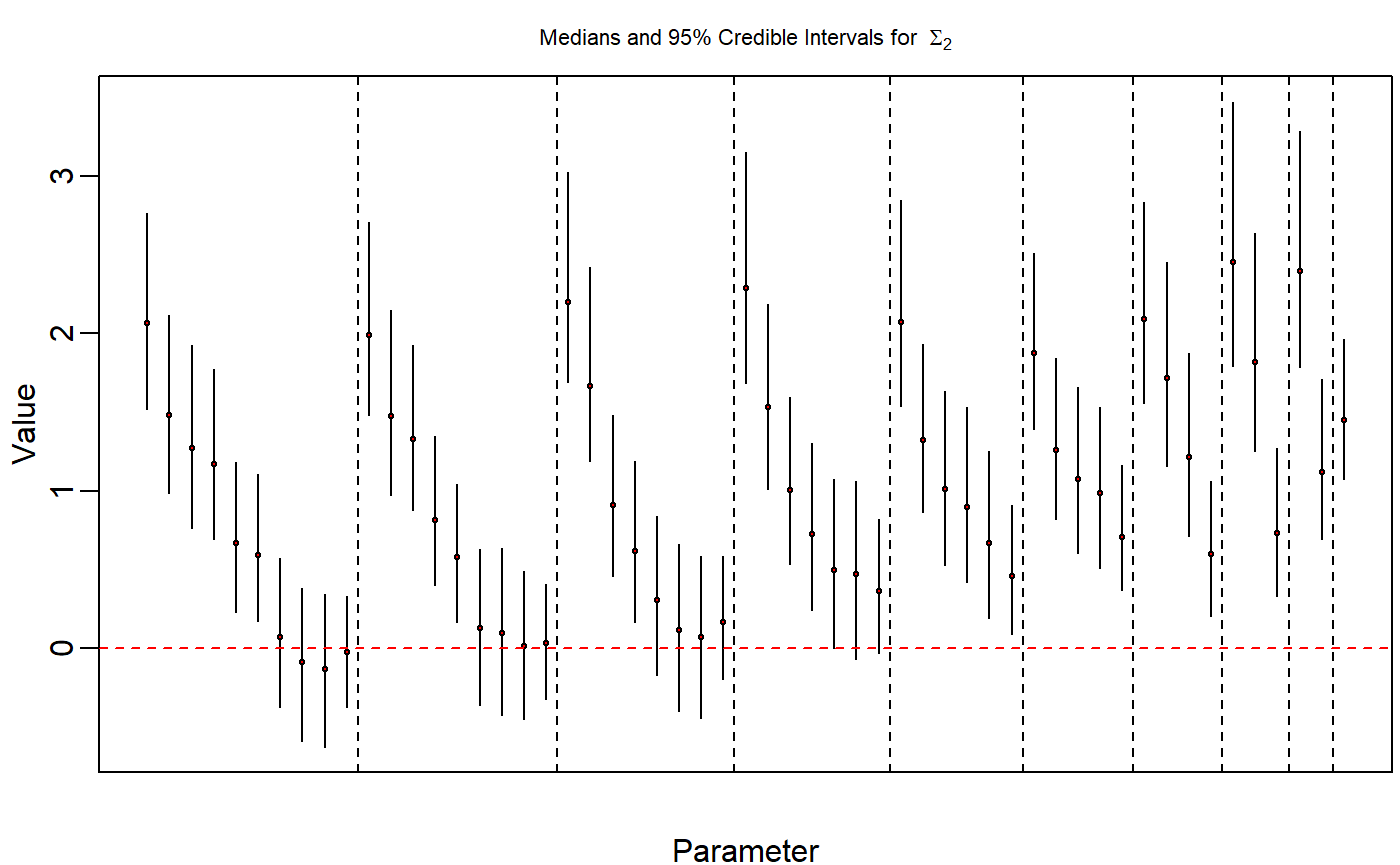 Medians and 95% Credible Intervals for Σ₂
3
2
1
0
Value
Parameter